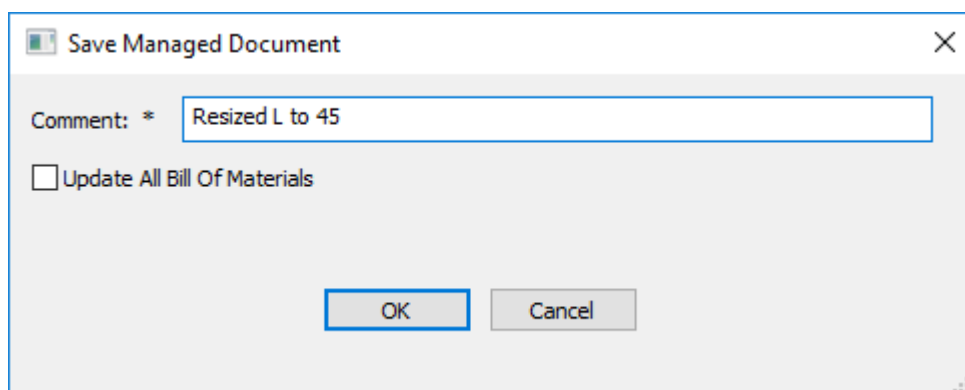 Save Managed Document
Comment: * Resized L to 45
Update All Bill Of Materials
OK Cancel